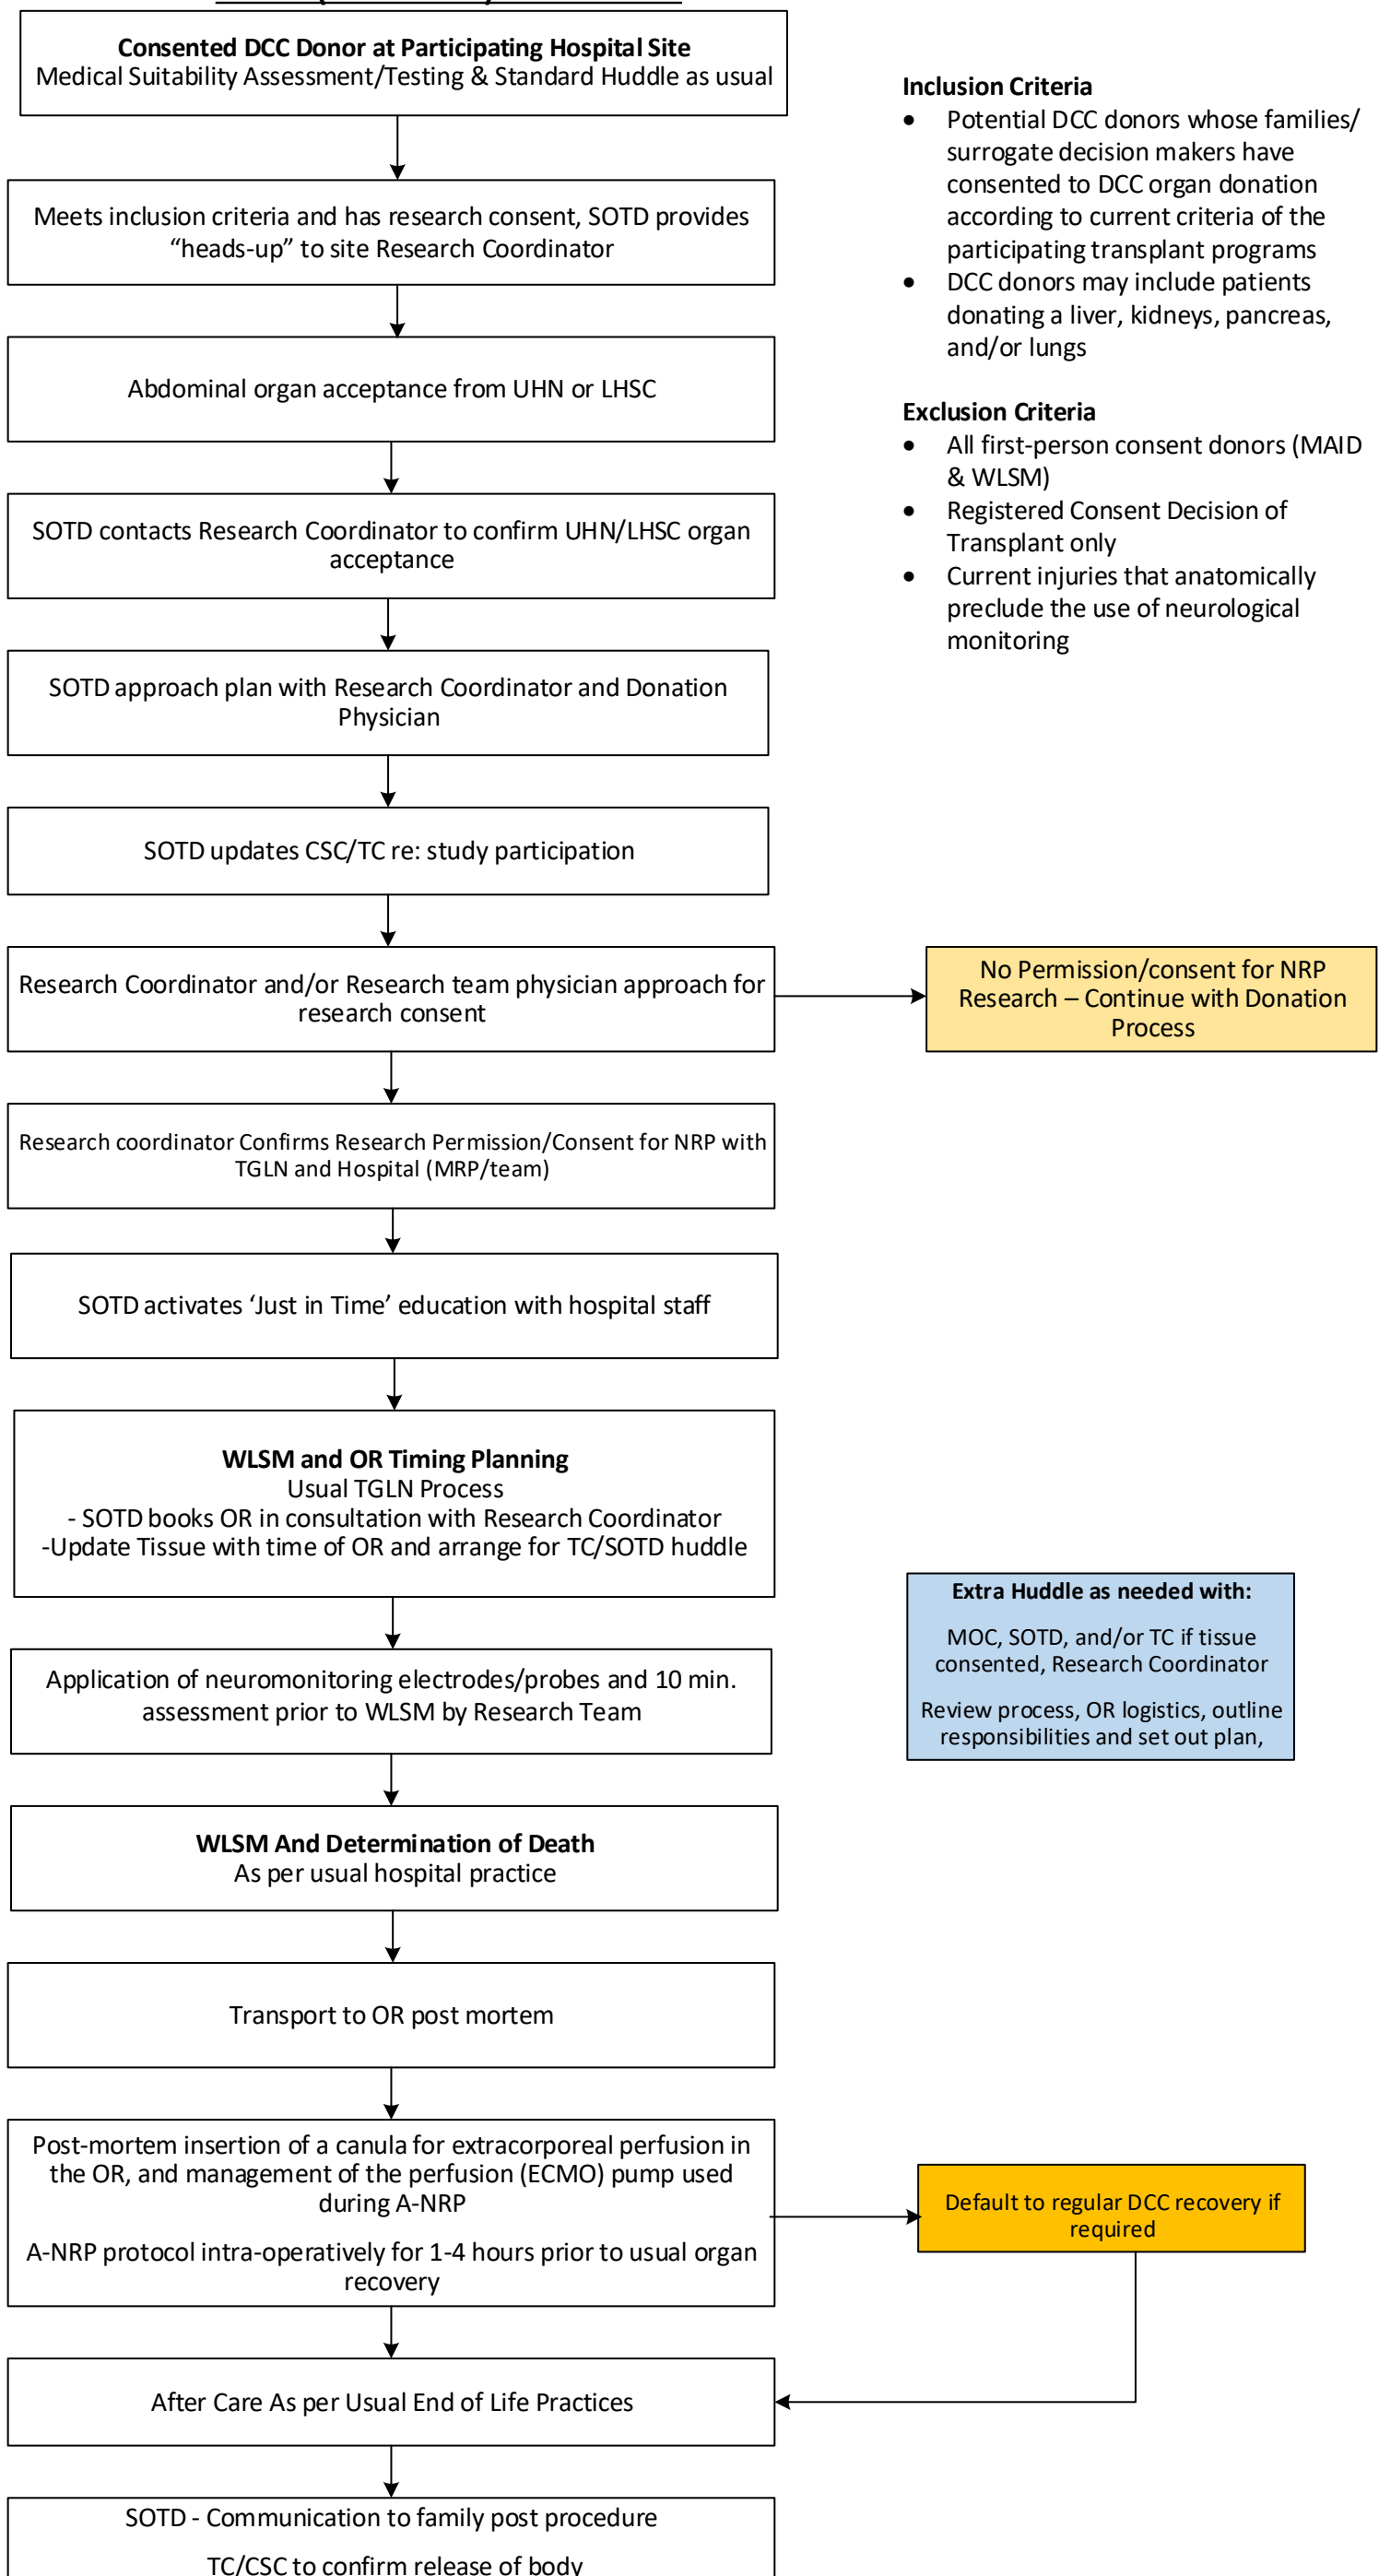 Consented DCC Donor at Participating Hospital Site
Medical Suitability Assessment/Testing & Standard Huddle as usual
Meets inclusion criteria and has research consent, SOTD provides
“heads-up” to site Research Coordinator
Abdominal organ acceptance from UHN or LHSC
SOTD contacts Research Coordinator to confirm UHN/LHSC organ
acceptance
SOTD approach plan with Research Coordinator and Donation
Physician
SOTD updates CSC/TC re: study participation
Research Coordinator and/or Research team physician approach for
research consent
No Permission/consent for NRP
Research – Continue with Donation
Process
Research coordinator Confirms Research Permission/Consent for NRP with
TGLN and Hospital (MRP/team)
SOTD activates ‘Just in Time’ education with hospital staff
WLSM and OR Timing Planning
Usual TGLN Process
- SOTD books OR in consultation with Research Coordinator
-Update Tissue with time of OR and arrange for TC/SOTD huddle
Application of neuromonitoring electrodes/probes and 10 min.
assessment prior to WLSM by Research Team
WLSM And Determination of Death
As per usual hospital practice
Transport to OR post mortem
Post-mortem insertion of a canula for extracorporeal perfusion in
the OR, and management of the perfusion (ECMO) pump used
during A-NRP
A-NRP protocol intra-operatively for 1-4 hours prior to usual organ
recovery
Default to regular DCC recovery if
required
After Care As per Usual End of Life Practices
SOTD - Communication to family post procedure
TC/CSC to confirm release of body
Inclusion Criteria
• Potential DCC donors whose families/
surrogate decision makers have
consented to DCC organ donation
according to current criteria of the
participating transplant programs
• DCC donors may include patients
donating a liver, kidneys, pancreas,
and/or lungs
Exclusion Criteria
• All first-person consent donors (MAID
& WLSM)
• Registered Consent Decision of
Transplant only
• Current injuries that anatomically
preclude the use of neurological
monitoring
Extra Huddle as needed with:
MOC, SOTD, and/or TC if tissue
consented, Research Coordinator
Review process, OR logistics, outline
responsibilities and set out plan,